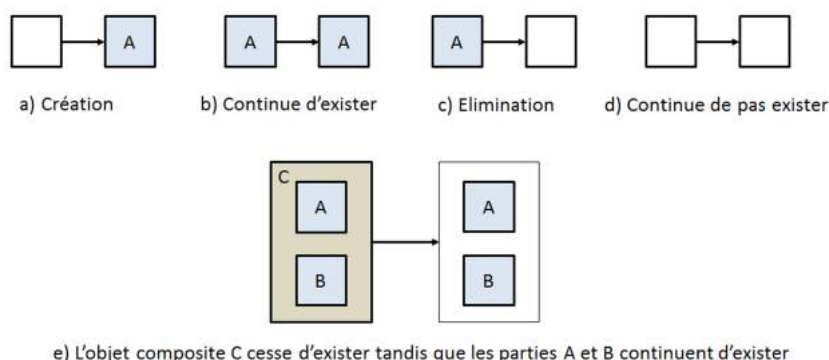 A
A A
A
a) Création
b) Continue d'exister
c) Elimination
d) Continue de pas exister
C
A
B
A
B
e) L'objet composite C cesse d'exister tandis que les parties A et B continuent d'exister